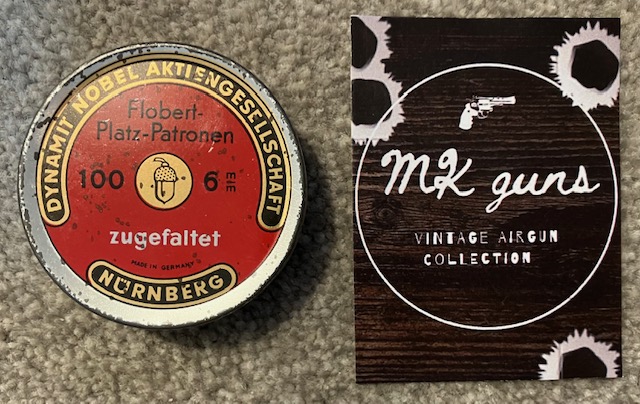 DYNAMIT NOBEL AKTIENGESELLSCHAFT
Flobert-
Platz-Patronen
100 6 mm
zugefaltet
MADE IN GERMANY
NÜRNBERG
MK guns
VINTAGE AIRGUN
COLLECTION